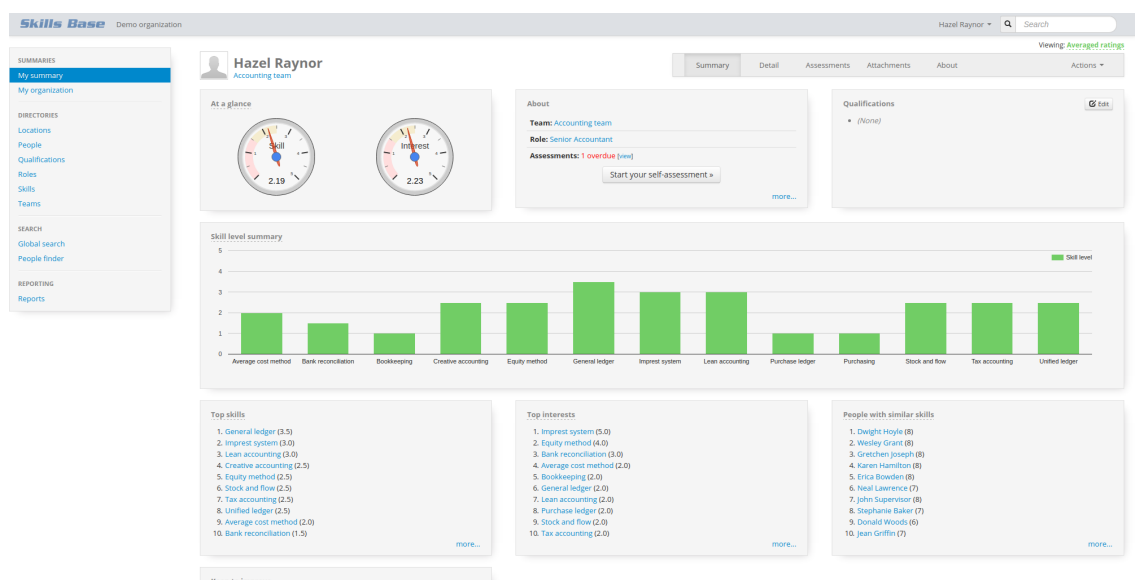 Skills Base Demo organization
Hazel Raynor
Search
Viewing: Averaged ratings
SUMMARIES
My summary
My organization
DIRECTORIES
Locations
People
Qualifications
Roles
Skills
Teams
SEARCH
Global search
People finder
REPORTING
Reports
Hazel Raynor
Accounting team
Summary Detail Assessments Attachments About Actions
At a glance
Skill
2.19
Interest
2.23
About
Team: Accounting team
Role: Senior Accountant
Assessments: 1 overdue [view]
Start your self-assessment »
more...
Qualifications
Edit
• (None)
Skill level summary
Skill level
5
4
3
2
1
0
Average cost method Bank reconciliation Bookkeeping Creative accounting Equity method General ledger Imprest system Lean accounting Purchase ledger Purchasing Stock and flow Tax accounting Unified ledger
Top skills
1. General ledger (3.5)
2. Imprest system (3.0)
3. Lean accounting (3.0)
4. Creative accounting (2.5)
5. Equity method (2.5)
6. Stock and flow (2.5)
7. Tax accounting (2.5)
8. Unified ledger (2.5)
9. Average cost method (2.0)
10. Bank reconciliation (1.5)
more...
Top interests
1. Imprest system (5.0)
2. Equity method (4.0)
3. Bank reconciliation (3.0)
4. Average cost method (2.0)
5. Bookkeeping (2.0)
6. General ledger (2.0)
7. Lean accounting (2.0)
8. Purchase ledger (2.0)
9. Stock and flow (2.0)
10. Tax accounting (2.0)
more...
People with similar skills
1. Dwight Hoyle (8)
2. Wesley Grant (8)
3. Gretchen Joseph (8)
4. Karen Hamilton (8)
5. Erica Bowden (8)
6. Neal Lawrence (7)
7. John Supervisor (8)
8. Stephanie Baker (7)
9. Donald Woods (6)
10. Jean Griffin (7)
more...